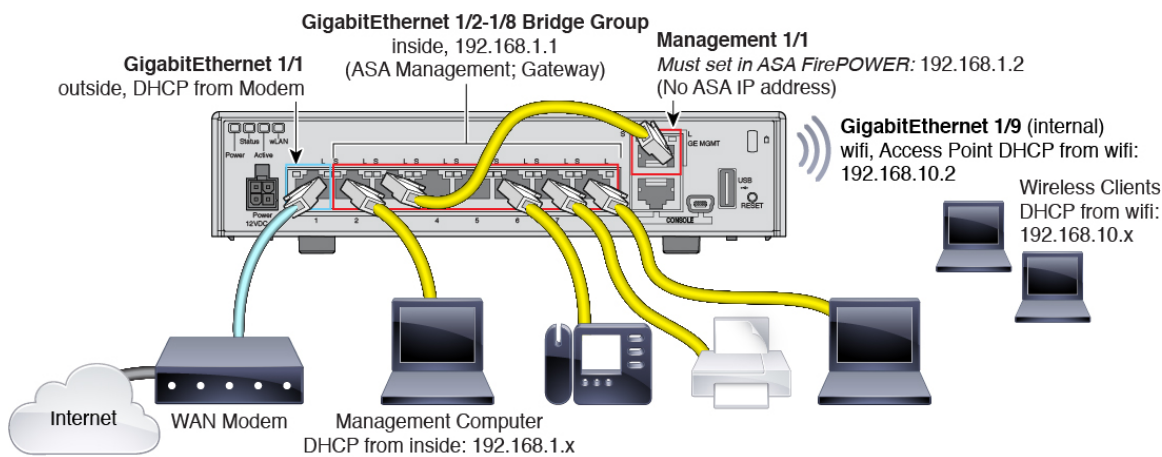 GigabitEthernet 1/2-1/8 Bridge Group
inside, 192.168.1.1
(ASA Management; Gateway)
GigabitEthernet 1/1
outside, DHCP from Modem
Management 1/1
Must set in ASA FirePOWER: 192.168.1.2
(No ASA IP address)
GigabitEthernet 1/9 (internal)
wifi, Access Point DHCP from wifi:
192.168.10.2
Wireless Clients
DHCP from wifi:
192.168.10.x
Status wLAN
Power Active
L S L S L S L S L S L S L S L
S L
GE MGMT
USB
RESET
CONSOLE
Power
12VDC
1 2 4 5 6 7
Internet
WAN Modem
Management Computer
DHCP from inside: 192.168.1.x